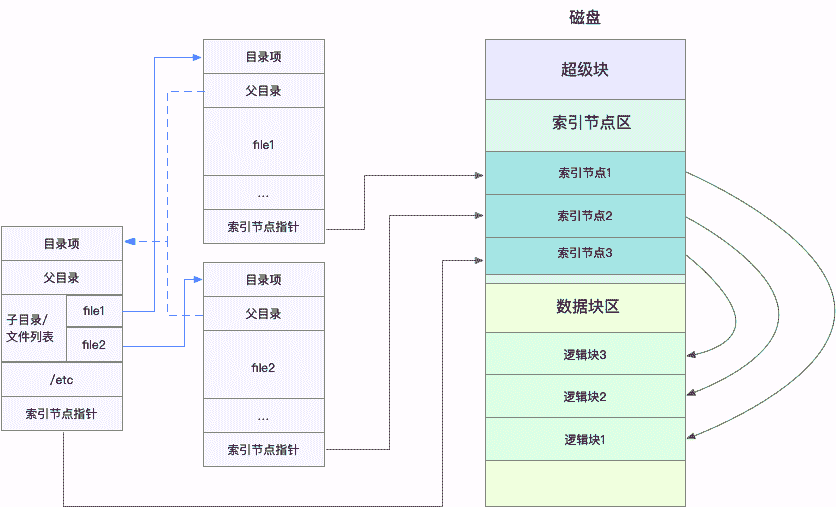 磁盘
目录项
父目录
file1
...
索引节点指针
目录项
父目录
子目录/
文件列表
file1
file2
/etc
索引节点指针
目录项
父目录
file2
...
索引节点指针
超级块
索引节点区
索引节点1
索引节点2
索引节点3
数据块区
逻辑块3
逻辑块2
逻辑块1